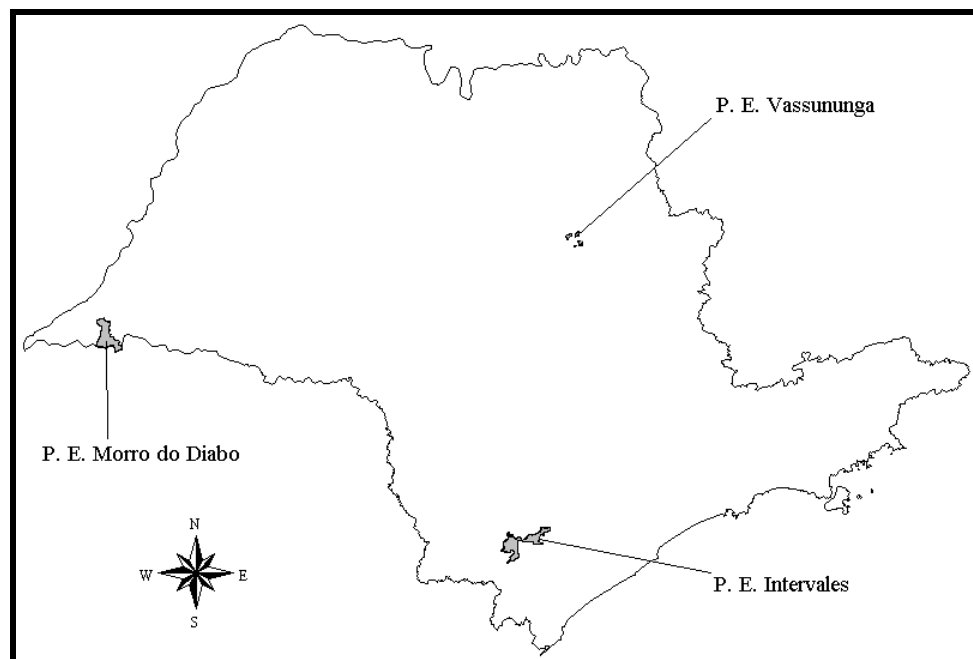 P. E. Vassununga
P. E. Morro do Diabo
N
W
E
S
P. E. Intervales